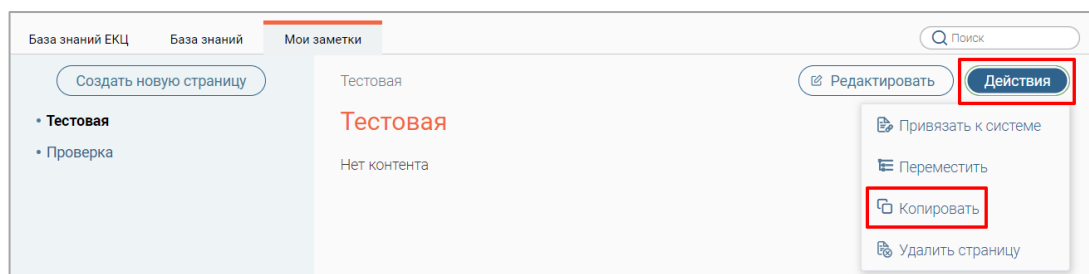 База знаний ЕКЦ База знаний Мои заметки Поиск
Создать новую страницу Тестовая Редактировать Действия
• Тестовая Тестовая Привязать к системе
• Проверка Нет контента Переместить
Копировать
Удалить страницу